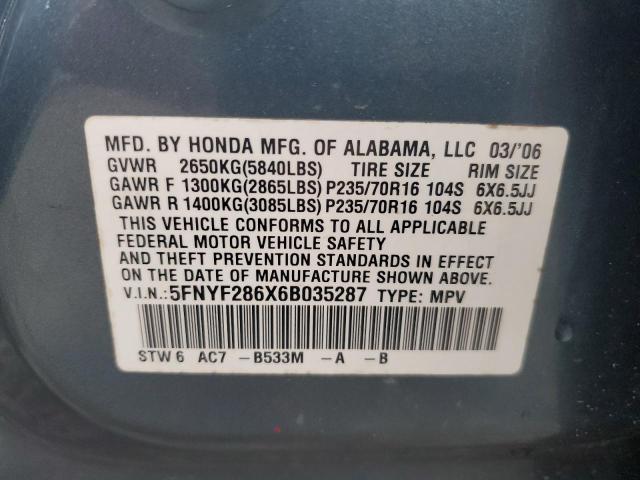 MFD. BY HONDA MFG. OF ALABAMA, LLC 03/'06
GVWR 2650KG(5840LBS) TIRE SIZE RIM SIZE
GAWR F 1300KG(2865LBS) P235/70R16 104S 6X6.5JJ
GAWR R 1400KG(3085LBS) P235/70R16 104S 6X6.5JJ
THIS VEHICLE CONFORMS TO ALL APPLICABLE
FEDERAL MOTOR VEHICLE SAFETY
AND THEFT PREVENTION STANDARDS IN EFFECT ON
THE DATE OF MANUFACTURE SHOWN ABOVE.
V.I.N.: 5FNYF286X6B035287 TYPE: MPV
STW6 AC7 -B533M -A -B